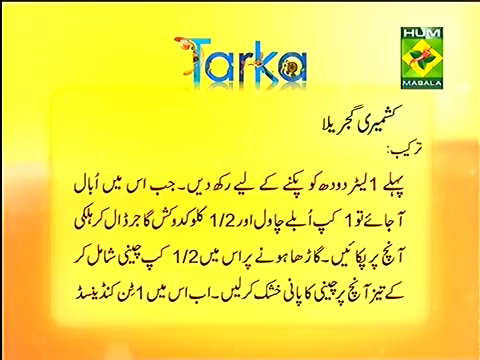 Tarka
HUM
MASALA
کشمیری گجریلا
ترکیب:
پہلے 1 لیٹر دودھ کو پکنے کے لیے رکھ دیں۔ جب اس میں اُبال
آ جائے تو 1 کپ اُبلے چاول اور 1/2 کلو کدوکش گاجر ڈال کر ہلکی
آنچ پر پکائیں۔ گاڑھا ہونے پر اس میں 1/2 کپ چینی شامل کر
کے تیز آنچ پر چینی کا پانی خشک کر لیں۔ اب اس میں 1 ٹِن کنڈینسڈ